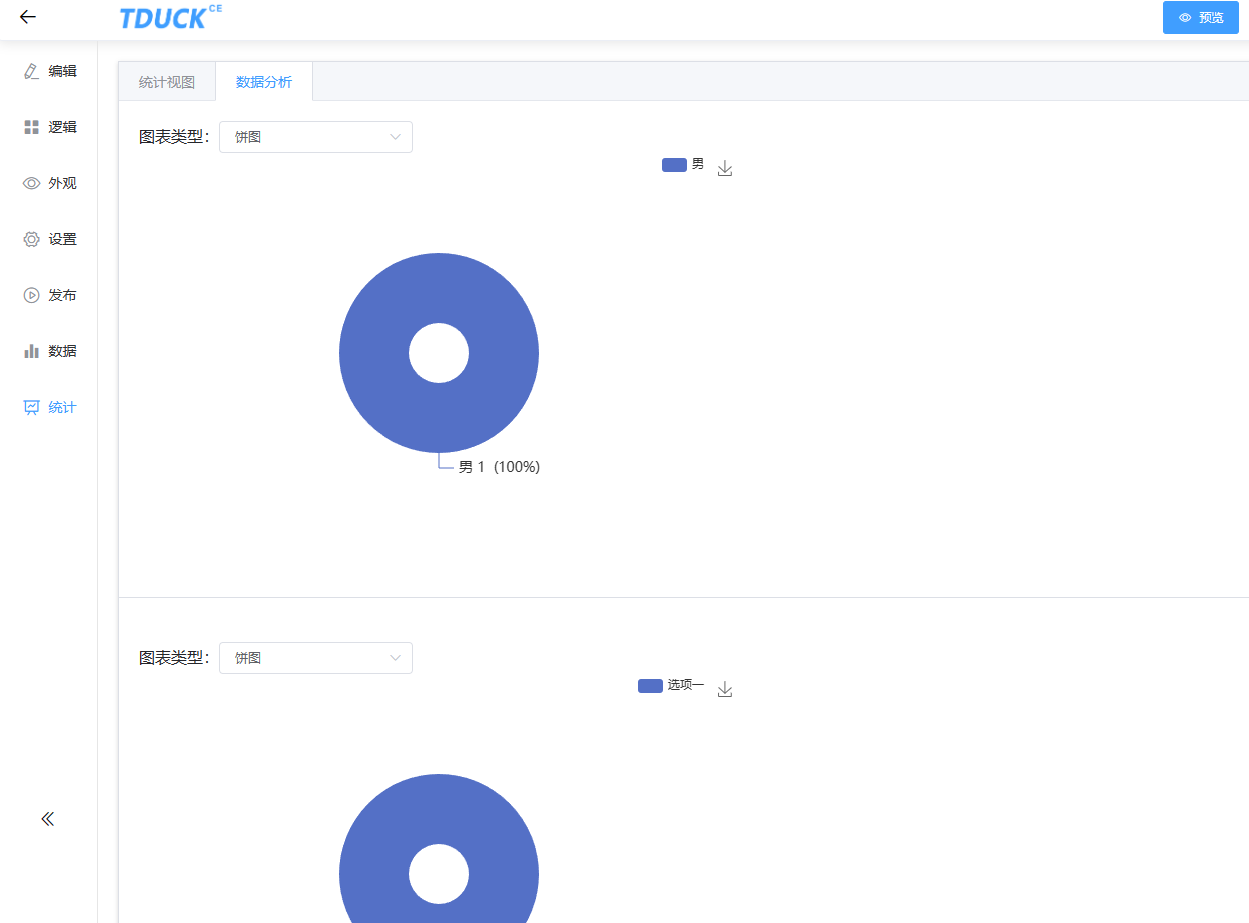 TDUCK CE
预览
编辑
逻辑
外观
设置
发布
数据
统计
统计视图
数据分析
图表类型：
饼图
男
男 1 (100%)
图表类型：
饼图
选项一